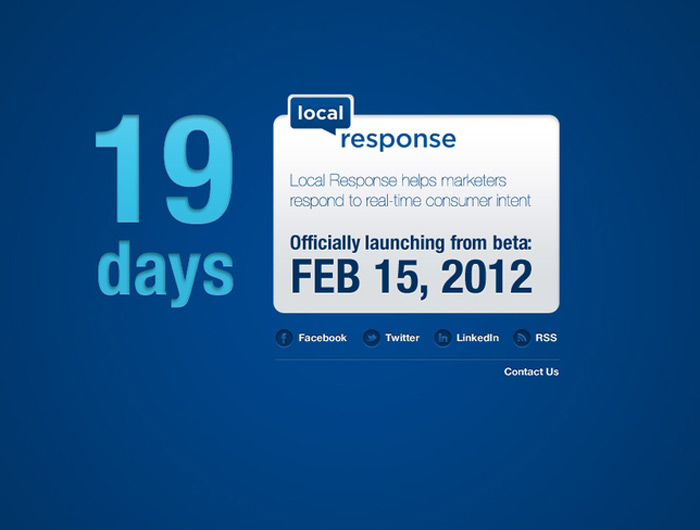 19
days
local
response
Local Response helps marketers
respond to real-time consumer intent
Officially launching from beta:
FEB 15, 2012
Facebook Twitter LinkedIn RSS
Contact Us